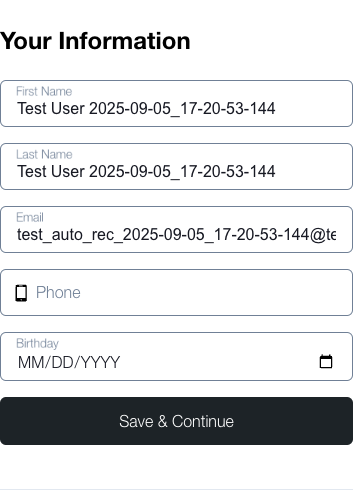 Your Information
First Name
Test User 2025-09-05_17-20-53-144
Last Name
Test User 2025-09-05_17-20-53-144
Email
test_auto_rec_2025-09-05_17-20-53-144@te
Phone
Birthday
MM/DD/YYYY
Save & Continue